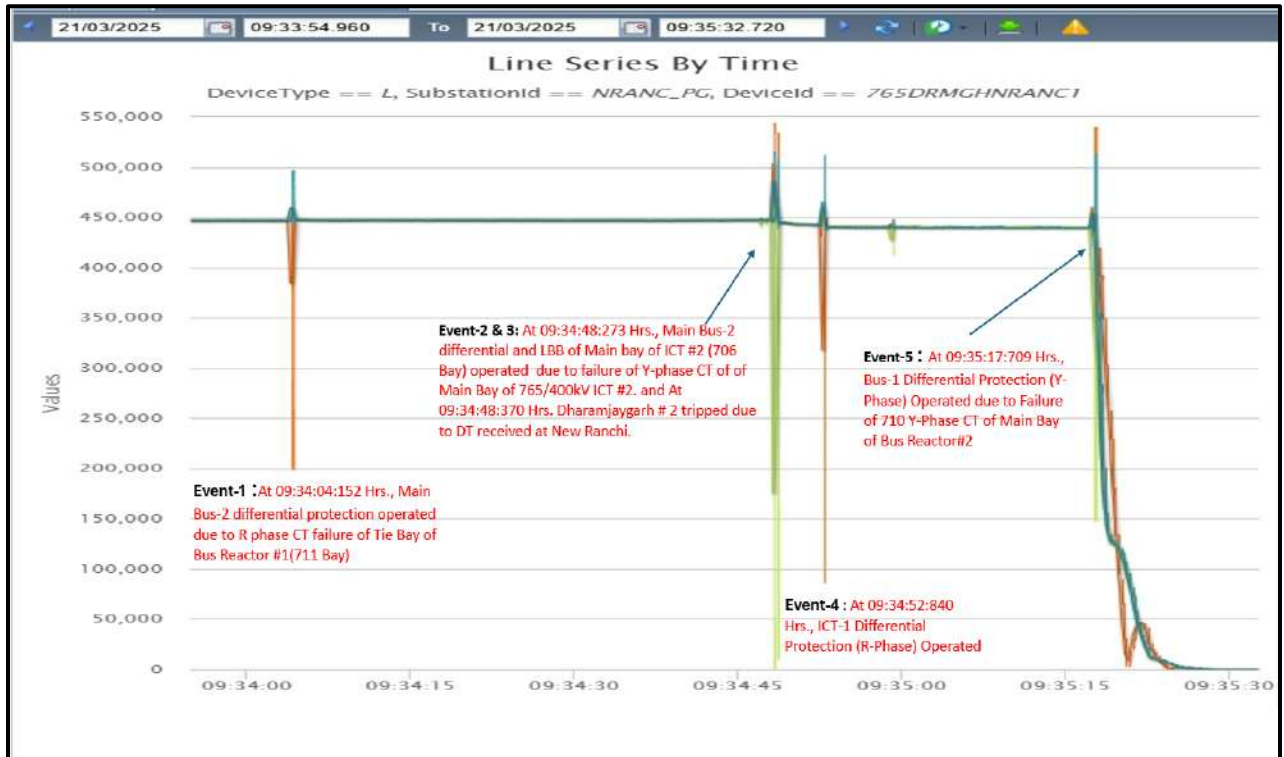 21/03/2025 09:33:54.960 To 21/03/2025 09:35:32.720
Line Series By Time
DeviceType == L, SubstationId == NRANC_PG, DeviceId == 765DRMGHNRANC1
550,000
500,000
450,000
400,000
350,000
300,000
250,000
200,000
150,000
100,000
50,000
0
Values
Event-1 : At 09:34:04:152 Hrs., Main
Bus-2 differential protection operated
due to R phase CT failure of Tie Bay of
Bus Reactor #1(711 Bay)
Event-2 & 3: At 09:34:48:273 Hrs., Main Bus-2
differential and LBB of Main bay of ICT #2 (706
Bay) operated due to failure of Y-phase CT of of
Main Bay of 765/400kV ICT #2. and At
09:34:48:370 Hrs. Dharamjaygarh # 2 tripped due
to DT received at New Ranchi.
Event-4 : At 09:34:52:840
Hrs., ICT-1 Differential
Protection (R-Phase) Operated
Event-5 : At 09:35:17:709 Hrs.,
Bus-1 Differential Protection (Y-
Phase) Operated due to Failure
of 710 Y-Phase CT of Main Bay
of Bus Reactor#2
09:34:00 09:34:15 09:34:30 09:34:45 09:35:00 09:35:15 09:35:30